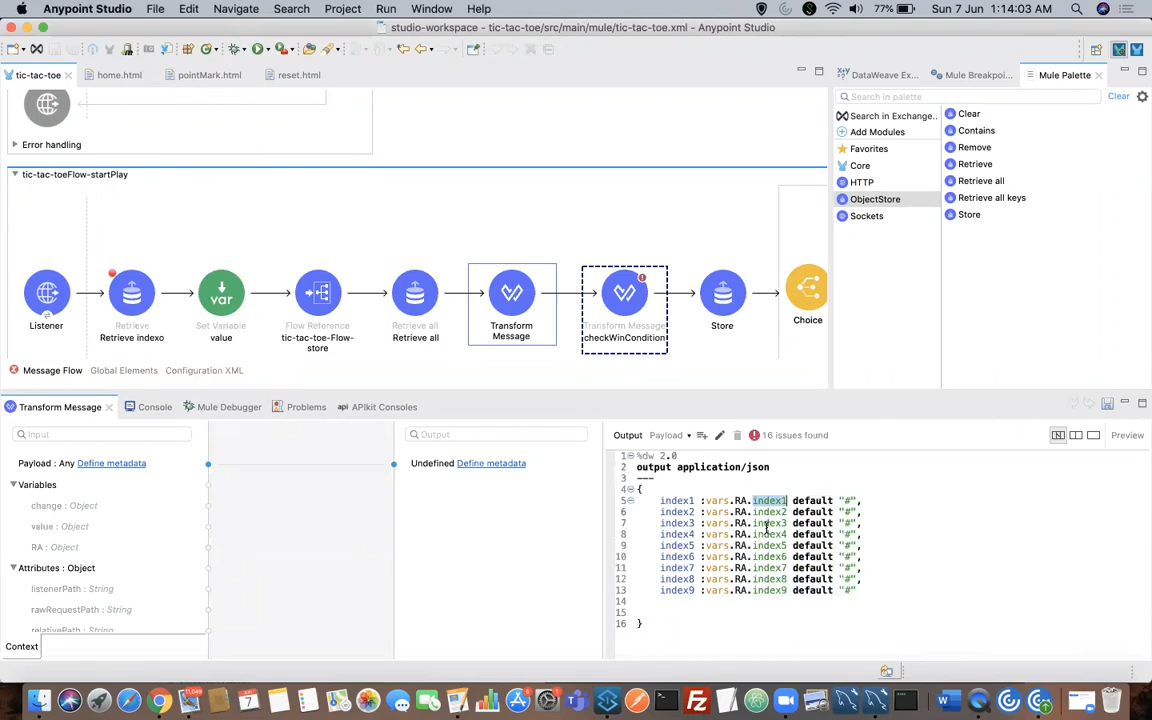 Anypoint Studio File Edit Navigate Search Project Run Window Help 77% Sun 7 Jun 1:14:03 AM
studio-workspace - tic-tac-toe/src/main/mule/tic-tac-toe.xml - Anypoint Studio
tic-tac-toe home.html pointMark.html reset.html
DataWeave Ex... Mule Breakpoi... Mule Palette
Search in palette Clear
Search in Exchange..
Add Modules
Favorites
Core
HTTP
ObjectStore
Sockets
Clear
Contains
Remove
Retrieve
Retrieve all
Retrieve all keys
Store
Error handling
tic-tac-toeFlow-startPlay
Listener
Retrieve
Retrieve indexo
var
Set Variable
value
Flow Reference
tic-tac-toe-Flow-
store
Retrieve all
Retrieve all
Transform
Message
Transform Message
checkWinCondition
Store
Choice
Message Flow Global Elements Configuration XML
Transform Message Console Mule Debugger Problems APIkit Consoles
Input
Payload : Any Define metadata
Variables
change : Object
value : Object
RA : Object
Attributes : Object
listenerPath : String
rawRequestPath : String
relativePath : String
Context
Output
Undefined Define metadata
Output Payload 16 issues found Preview
1 %dw 2.0
2 output application/json
3 ---
4 {
5 index1 :vars.RA.index1 default "#",
6 index2 :vars.RA.index2 default "#",
7 index3 :vars.RA.index3 default "#",
8 index4 :vars.RA.index4 default "#",
9 index5 :vars.RA.index5 default "#",
10 index6 :vars.RA.index6 default "#",
11 index7 :vars.RA.index7 default "#",
12 index8 :vars.RA.index8 default "#",
13 index9 :vars.RA.index9 default "#"
14
15
16 }